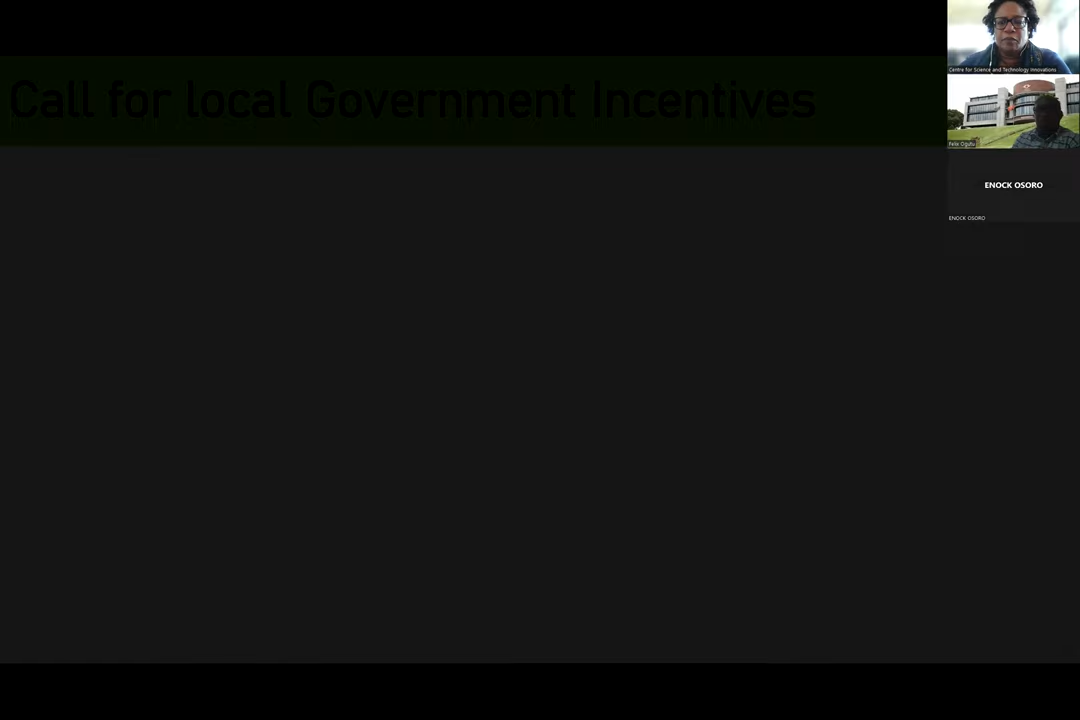 Call for local Government Incentives
Centre for Science and Technology Innovations
Felix Ogutu
ENOCK OSORO
ENOCK OSORO